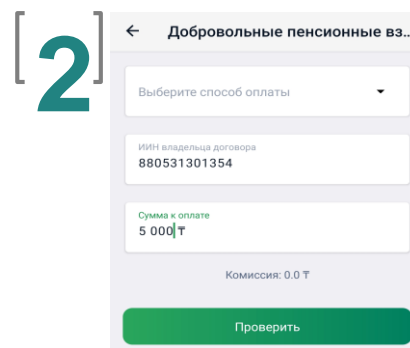 [2]
← Добровольные пенсионные вз..
Выберите способ оплаты
ИИН владельца договора
880531301354
Сумма к оплате
5 000 ₸
Комиссия: 0.0 ₸
Проверить